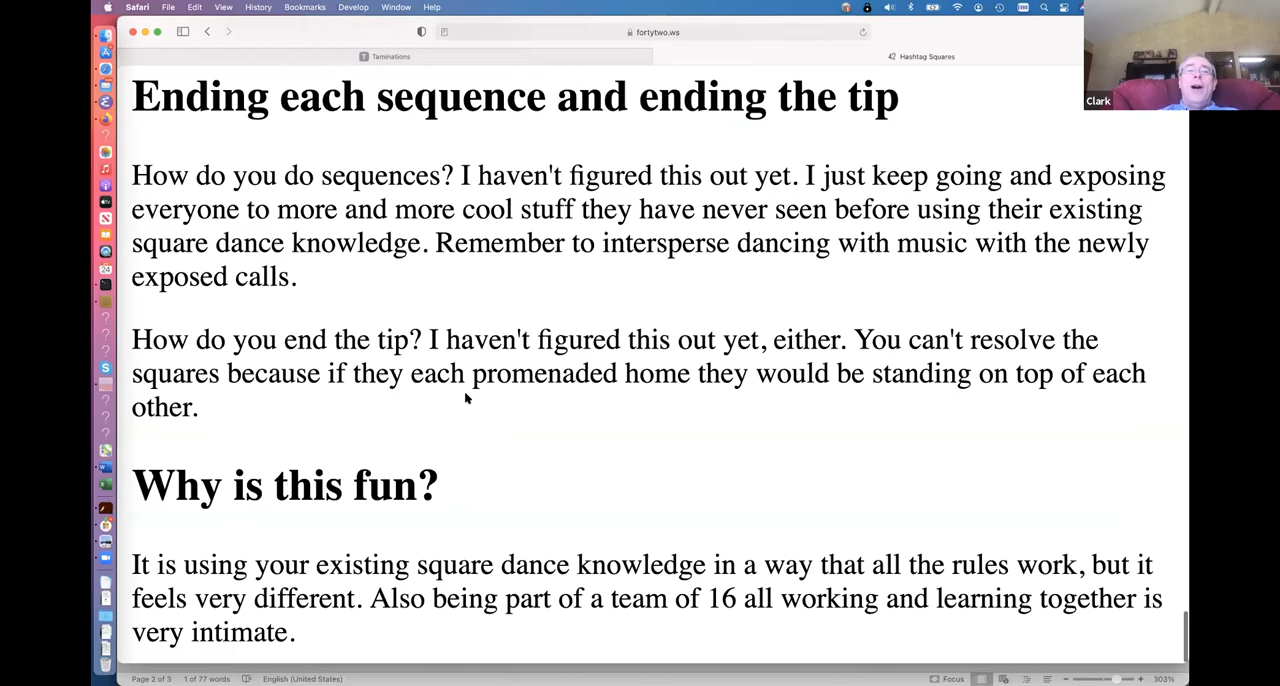 Safari File Edit View History Bookmarks Develop Window Help
fortytwo.ws
T Taminations
42 Hashtag Squares
Clark
Ending each sequence and ending the tip
How do you do sequences? I haven't figured this out yet. I just keep going and exposing
everyone to more and more cool stuff they have never seen before using their existing
square dance knowledge. Remember to intersperse dancing with music with the newly
exposed calls.
How do you end the tip? I haven't figured this out yet, either. You can't resolve the
squares because if they each promenaded home they would be standing on top of each
other.
Why is this fun?
It is using your existing square dance knowledge in a way that all the rules work, but it
feels very different. Also being part of a team of 16 all working and learning together is
very intimate.
24
Page 2 of 3 1 of 77 words English (United States) Focus 303%